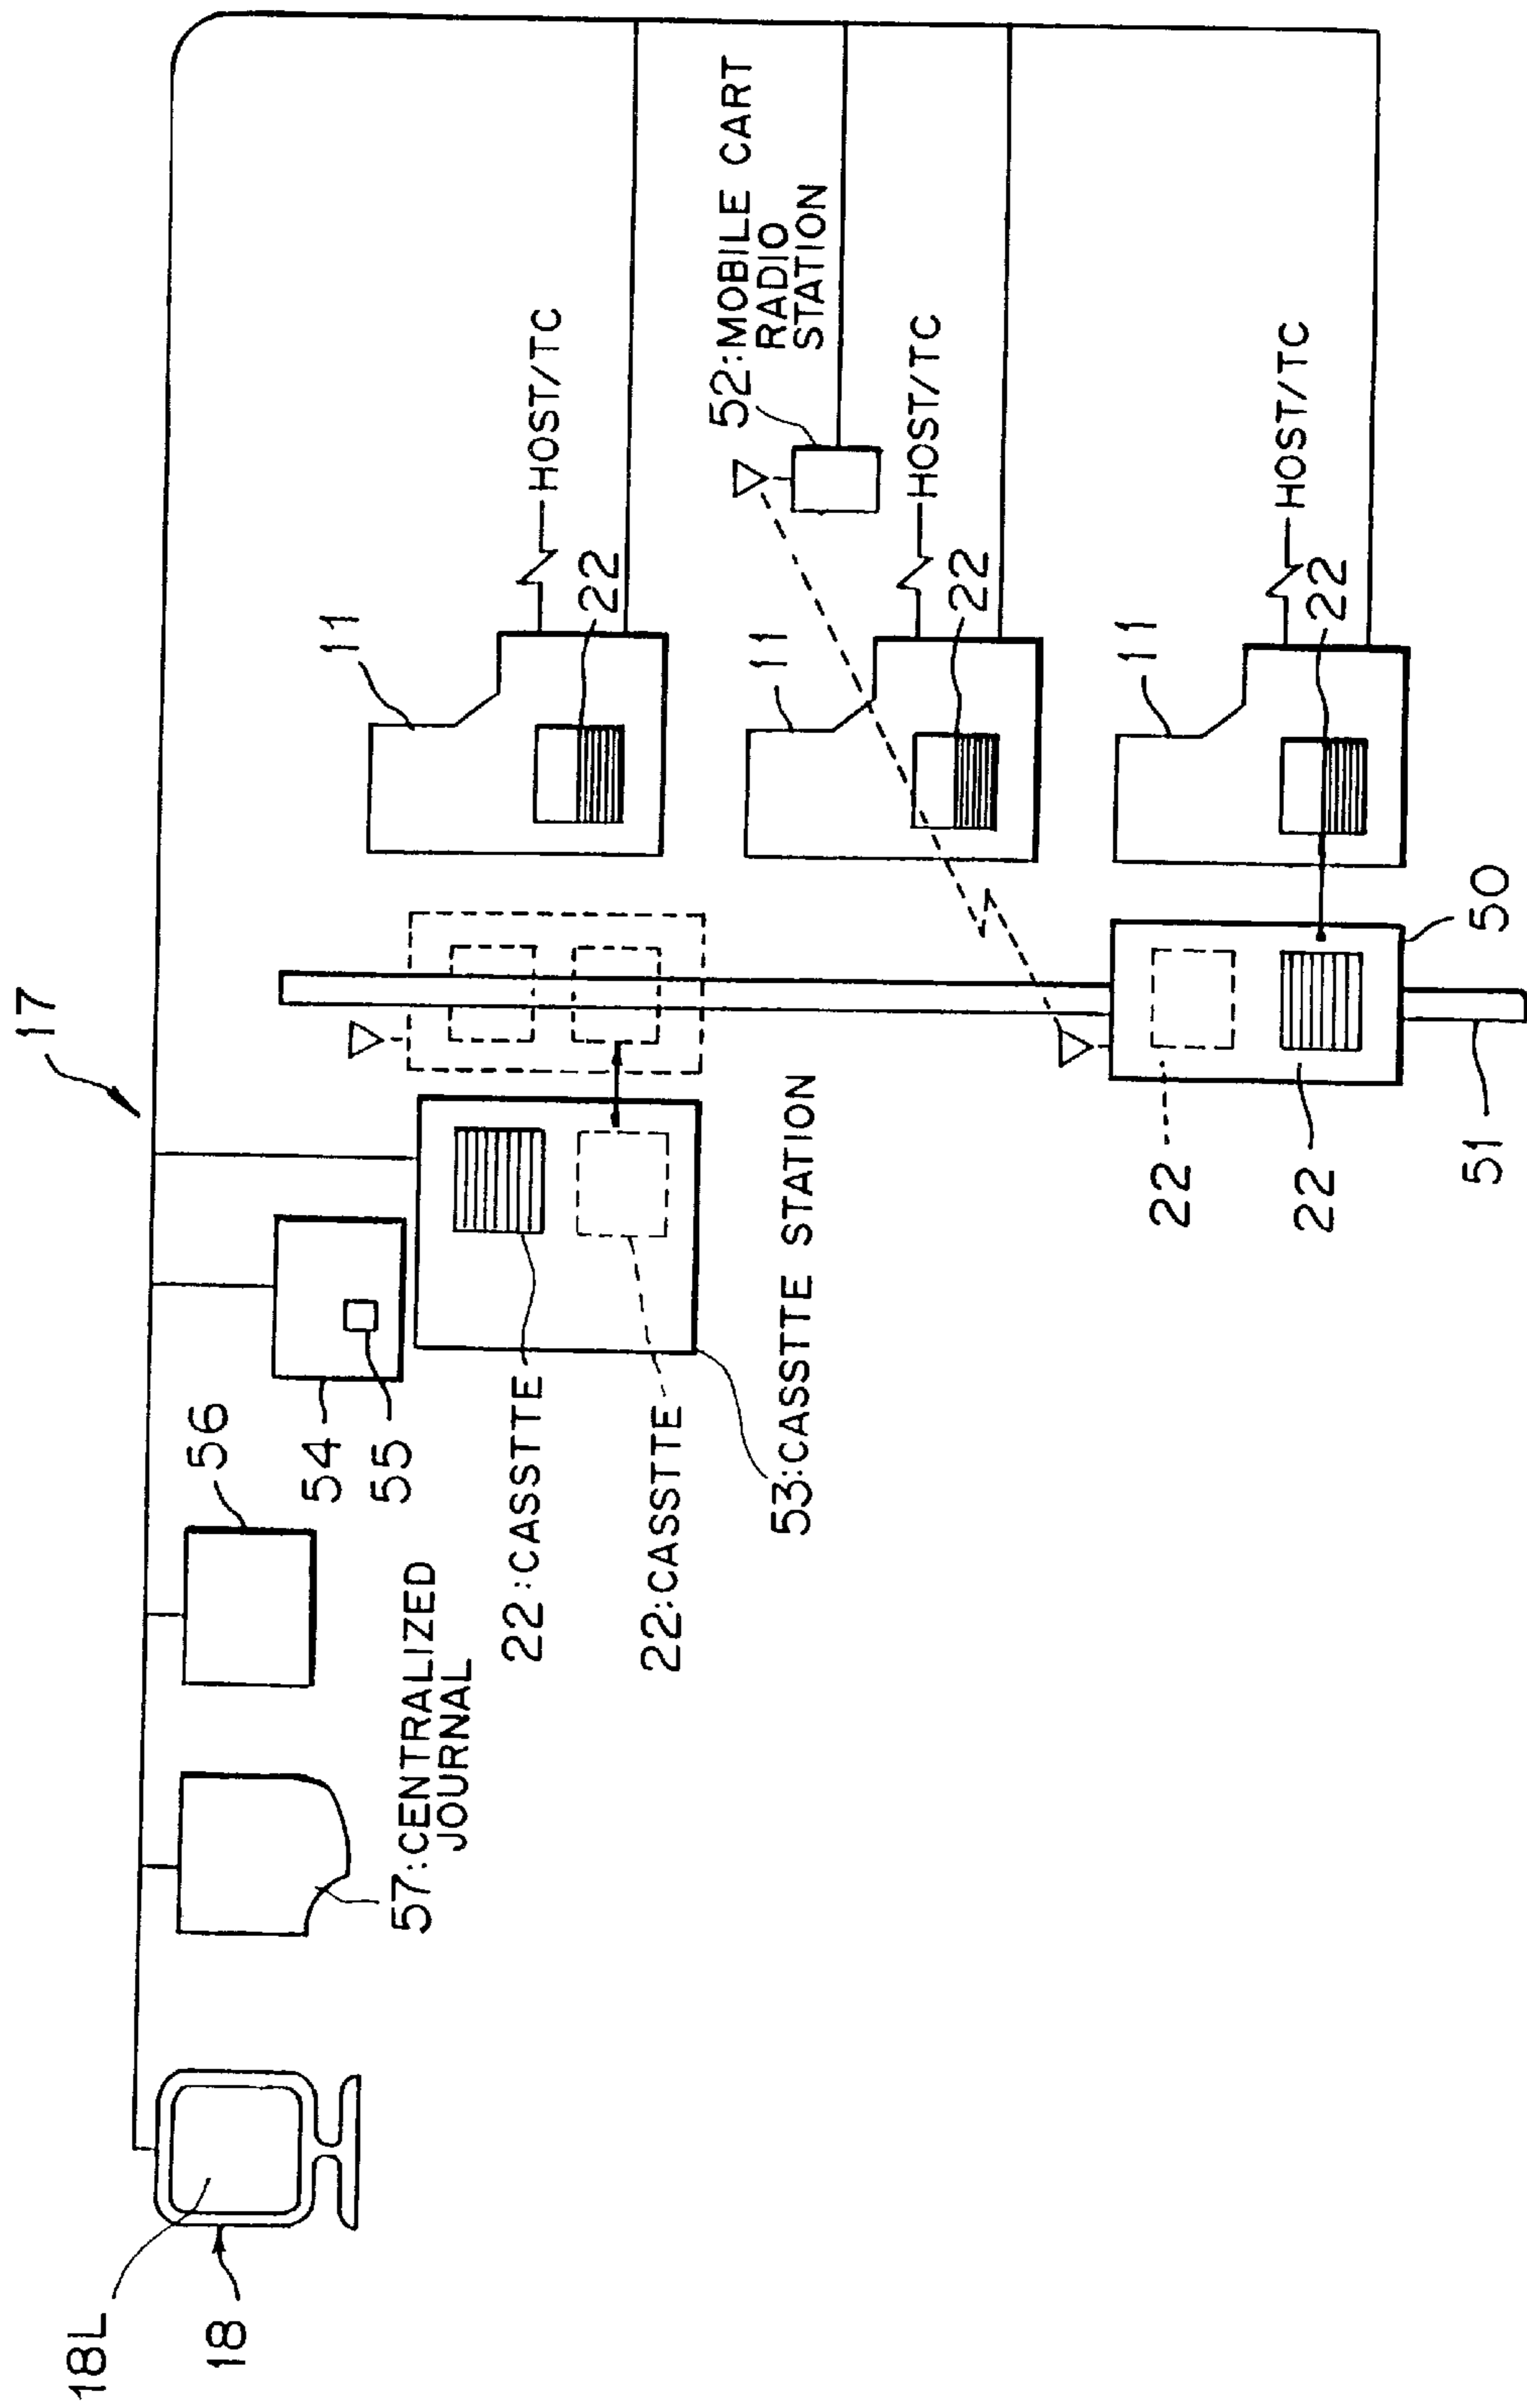 17
11
HOST/TC
22
52:MOBILE CART
RADIO
STATION
11
HOST/TC
22
11
HOST/TC
22
50
51
22
22
56
54
55
22:CASSTTE
22:CASSTTE
53:CASSTTE STATION
57:CENTRALIZED
JOURNAL
18L
18